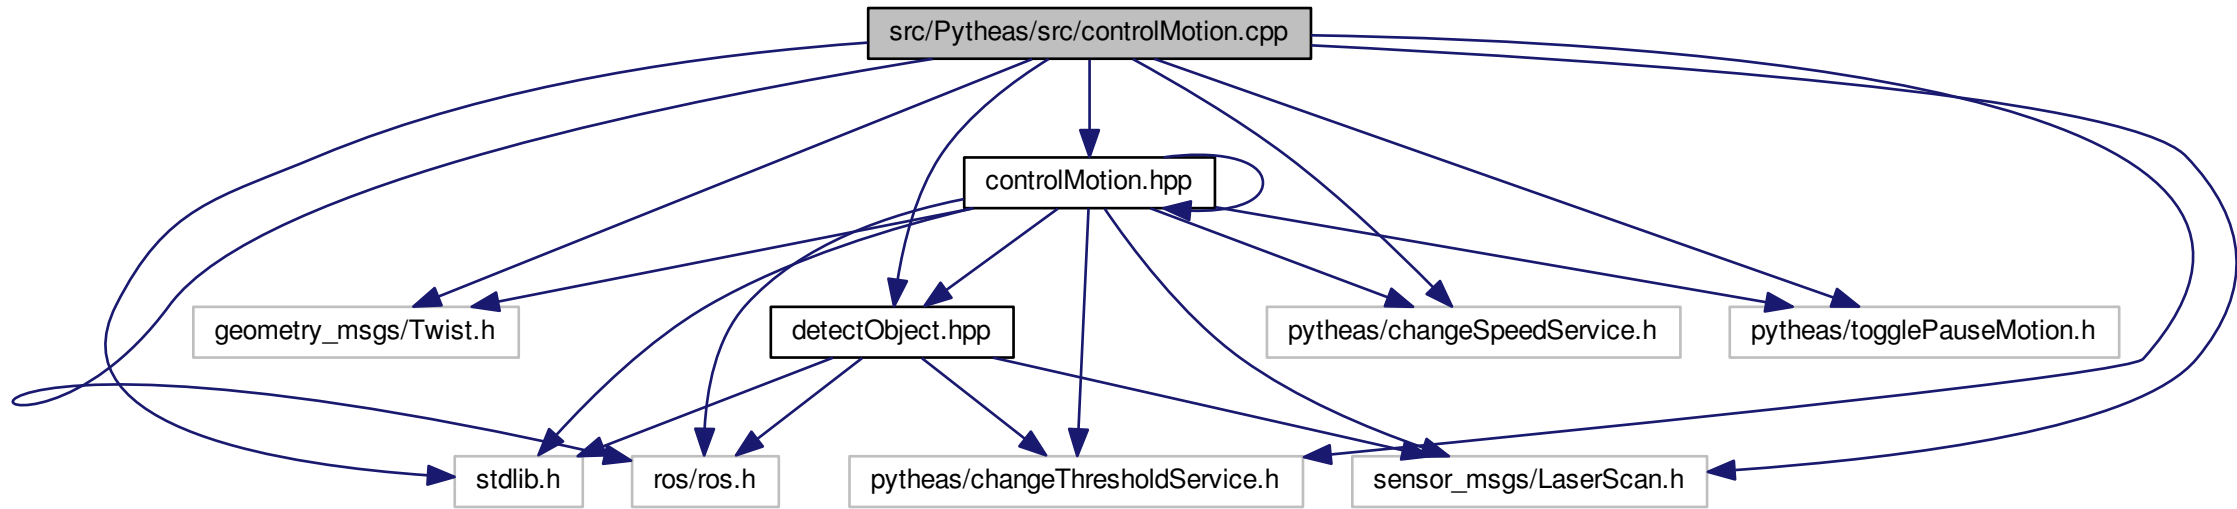 src/Pytheas/src/controlMotion.cpp
controlMotion.hpp
geometry_msgs/Twist.h
detectObject.hpp
pytheas/changeSpeedService.h
pytheas/togglePauseMotion.h
stdlib.h
ros/ros.h
pytheas/changeThresholdService.h
sensor_msgs/LaserScan.h